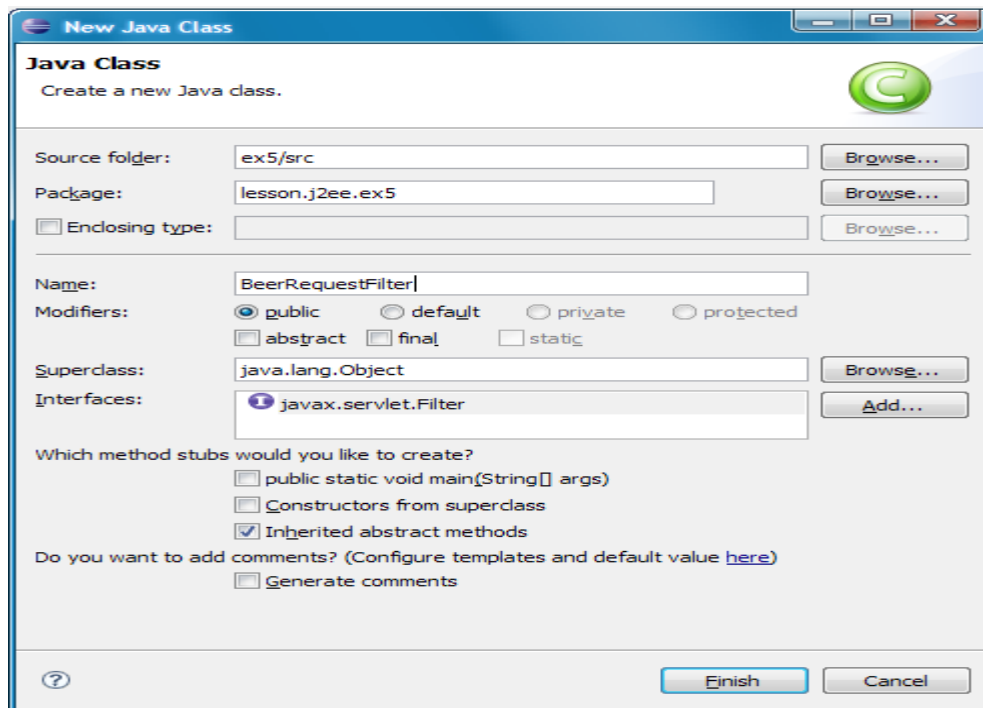 New Java Class
Java Class
Create a new Java class.
Source folder: ex5/src Browse...
Package: lesson.j2ee.ex5 Browse...
Enclosing type: Browse...
Name: BeerRequestFilter
Modifiers: public default private protected
abstract final static
Superclass: java.lang.Object Browse...
Interfaces: javax.servlet.Filter Add...
Which method stubs would you like to create?
public static void main(String[] args)
Constructors from superclass
Inherited abstract methods
Do you want to add comments? (Configure templates and default value here)
Generate comments
Finish Cancel